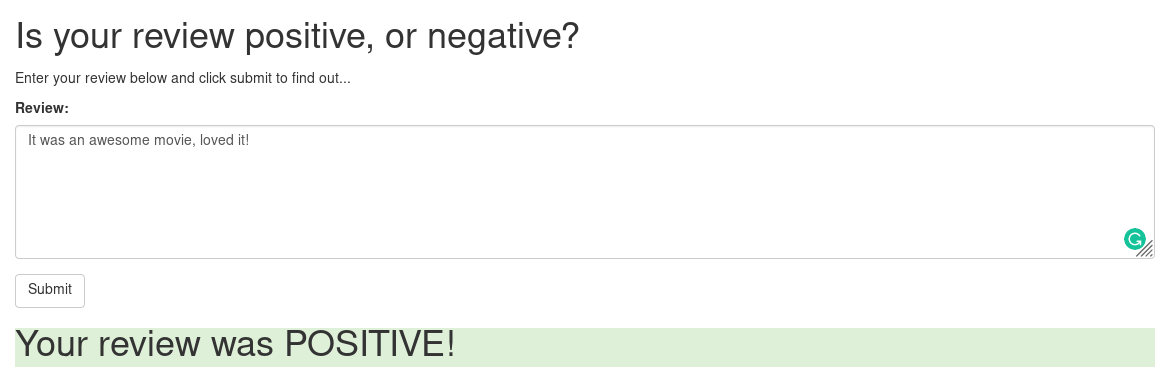 Is your review positive, or negative?
Enter your review below and click submit to find out...
Review:
It was an awesome movie, loved it!
Submit
Your review was POSITIVE!